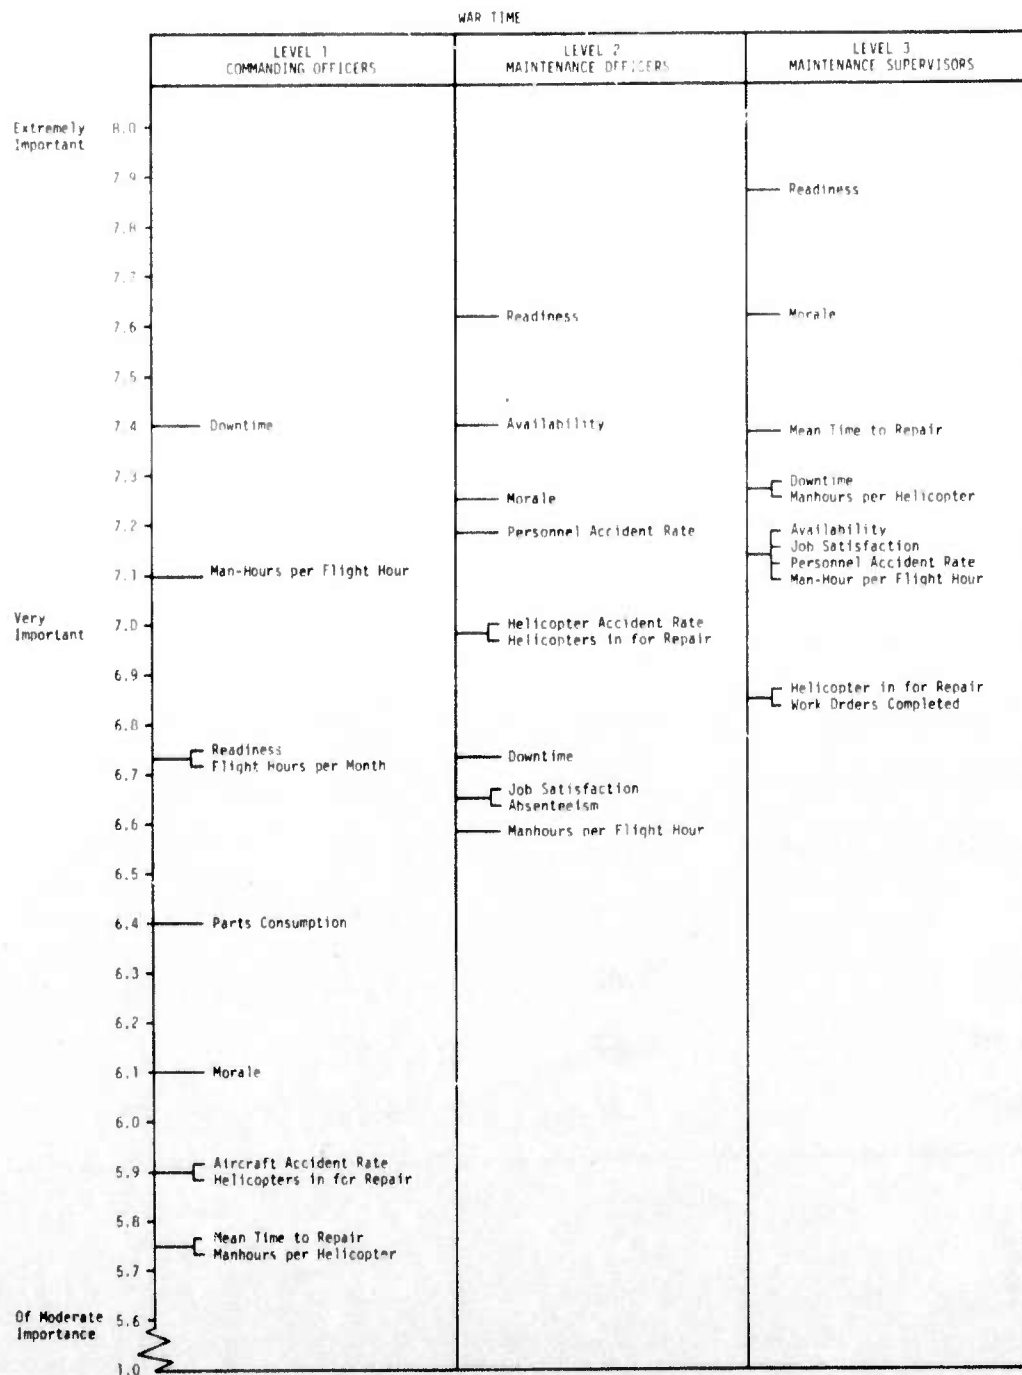 WAR TIME
LEVEL 1
COMMANDING OFFICERS
LEVEL 2
MAINTENANCE OFFICERS
LEVEL 3
MAINTENANCE SUPERVISORS
Extremely
Important
8.0
7.9
7.8
7.7
7.6
7.5
7.4
7.3
7.2
7.1
Very
Important
7.0
6.9
6.8
6.7
6.6
6.5
6.4
6.3
6.2
6.1
6.0
5.9
5.8
5.7
Of Moderate
Importance
5.6
1.0
Downtime
Man-Hours per Flight Hour
Readiness
Flight Hours per Month
Parts Consumption
Morale
Aircraft Accident Rate
Helicopters in for Repair
Mean Time to Repair
Manhours per Helicopter
Readiness
Availability
Morale
Personnel Accident Rate
Helicopter Accident Rate
Helicopters in for Repair
Downtime
Job Satisfaction
Absenteeism
Manhours per Flight Hour
Readiness
Morale
Mean Time to Repair
Downtime
Manhours per Helicopter
Availability
Job Satisfaction
Personnel Accident Rate
Man-Hour per Flight Hour
Helicopter in for Repair
Work Orders Completed